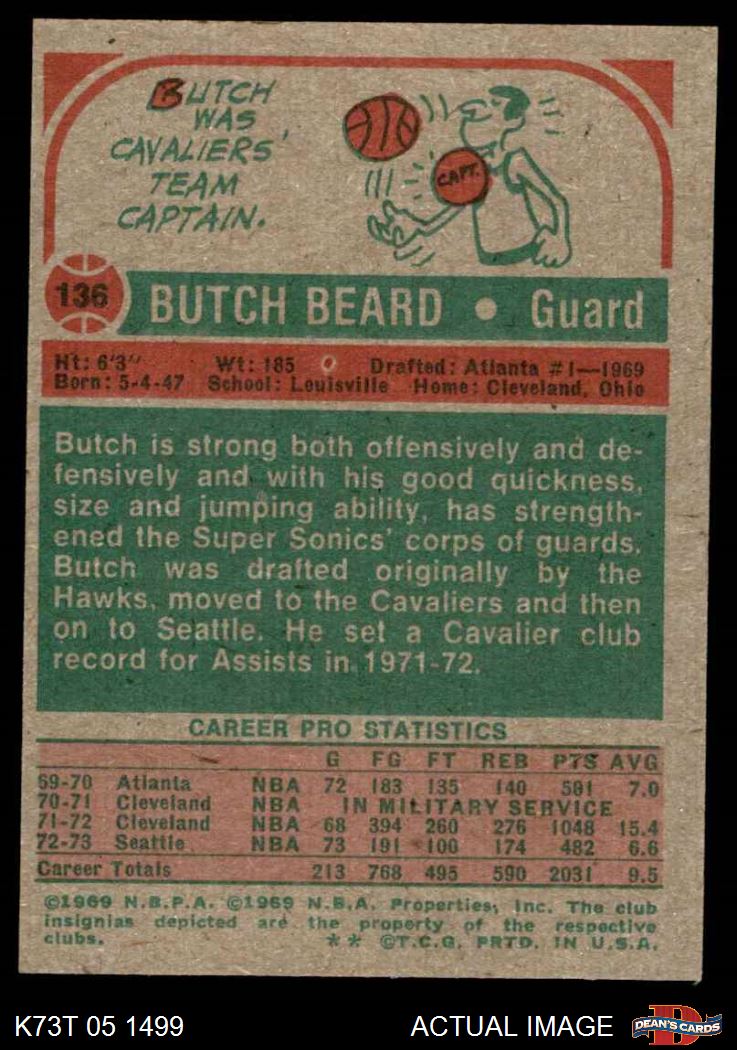 BUTCH
WAS
CAVALIERS'
TEAM
CAPTAIN.
CAPT.
136 BUTCH BEARD • Guard
Ht: 6'3" Wt: 185 Drafted: Atlanta #1—1969
Born: 5-4-47 School: Louisville Home: Cleveland, Ohio
Butch is strong both offensively and de-
fensively and with his good quickness,
size and jumping ability, has strength-
ened the Super Sonics' corps of guards.
Butch was drafted originally by the
Hawks, moved to the Cavaliers and then
on to Seattle. He set a Cavalier club
record for Assists in 1971-72.
CAREER PRO STATISTICS
G FG FT REB PTS AVG
69-70 Atlanta NBA 72 183 135 140 501 7.0
70-71 Cleveland NBA IN MILITARY SERVICE
71-72 Cleveland NBA 68 394 260 276 1048 15.4
72-73 Seattle NBA 73 191 100 174 482 6.6
Career Totals 213 768 495 590 2031 9.5
©1969 N.B.P.A. ©1969 N.B.A. Properties, Inc. The club
insignias depicted are the property of the respective
clubs. * * ©T.C.G. PRTD. IN U.S.A.
K73T 05 1499 ACTUAL IMAGE
D
DEAN'S CARDS